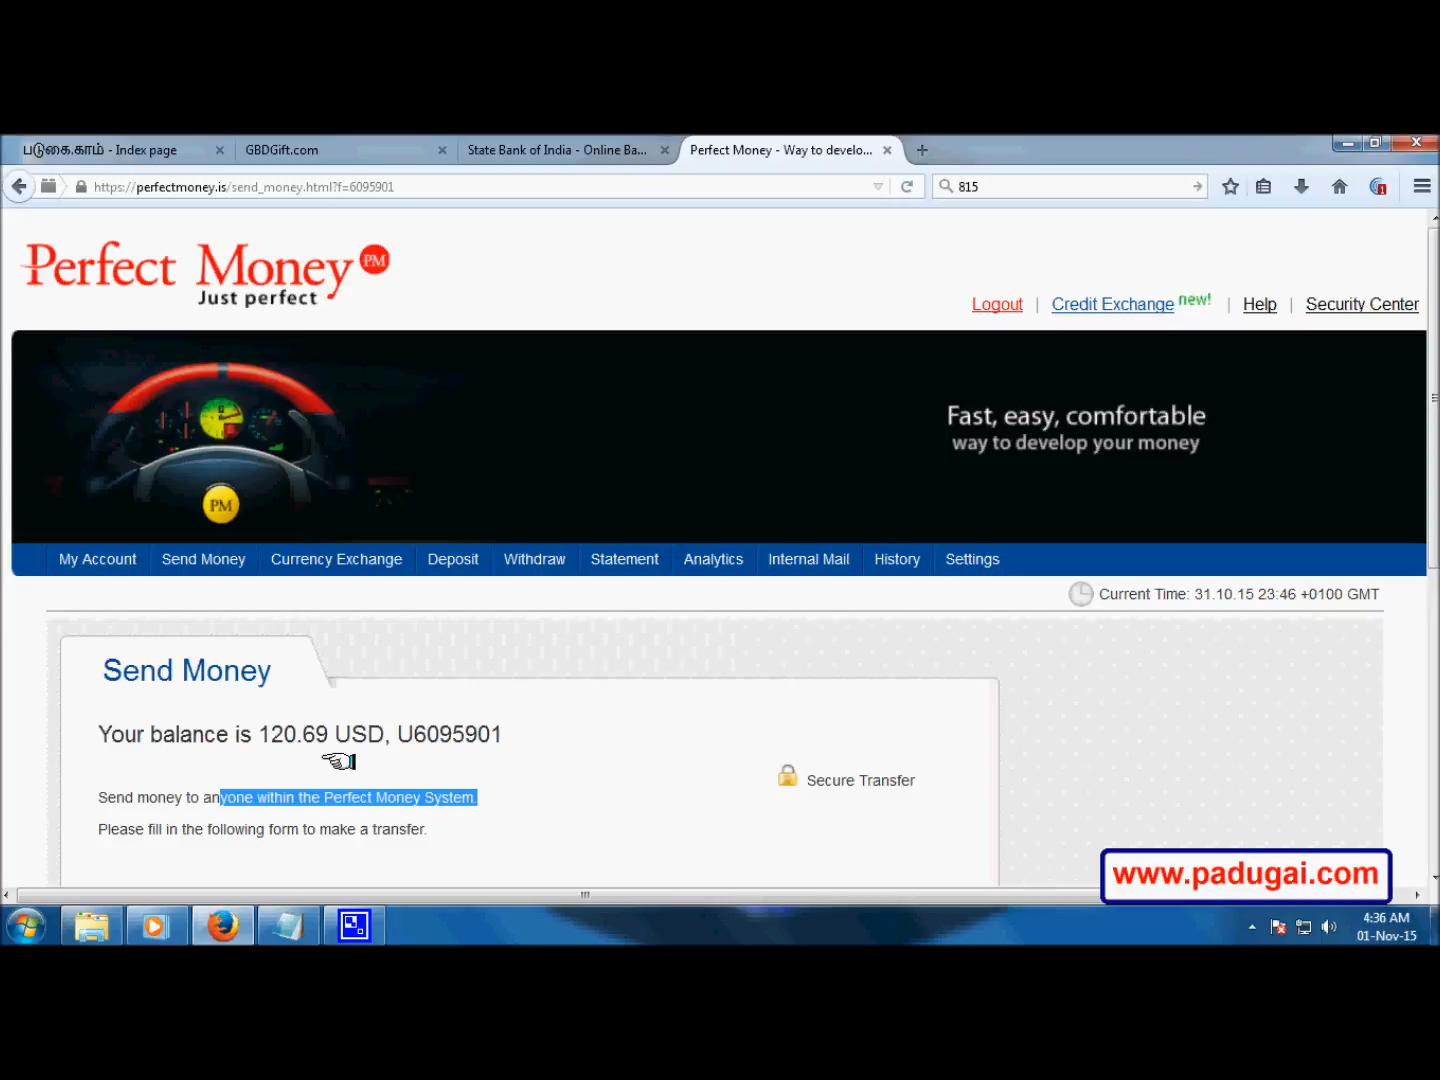 படுகை.காம் - Index page
GBDGift.com
State Bank of India - Online Ba...
Perfect Money - Way to develo...
https://perfectmoney.is/send_money.html?f=6095901
815
Perfect Money PM
Just perfect
Logout | Credit Exchange new! | Help | Security Center
Fast, easy, comfortable
way to develop your money
PM
My Account Send Money Currency Exchange Deposit Withdraw Statement Analytics Internal Mail History Settings
Current Time: 31.10.15 23:46 +0100 GMT
Send Money
Your balance is 120.69 USD, U6095901
Secure Transfer
Send money to anyone within the Perfect Money System.
Please fill in the following form to make a transfer.
www.padugai.com
4:36 AM
01-Nov-15